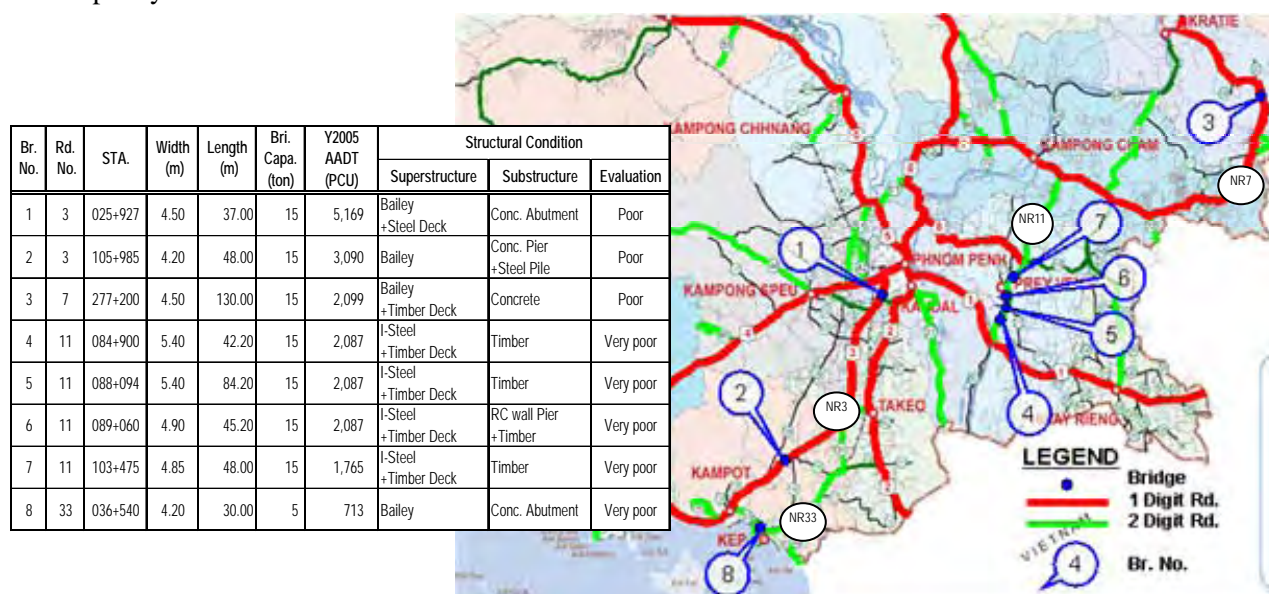 Br. No. Rd. No. STA. Width (m) Length (m) Bri. Capa. (ton) Y2005 AADT (PCU) Structural Condition
Superstructure Substructure Evaluation
1 3 025+927 4.50 37.00 15 5,169 Bailey +Steel Deck Conc. Abutment Poor
2 3 105+985 4.20 48.00 15 3,090 Bailey Conc. Pier +Steel Pile Poor
3 7 277+200 4.50 130.00 15 2,099 Bailey +Timber Deck Concrete Poor
4 11 084+900 5.40 42.20 15 2,087 I-Steel +Timber Deck Timber Very poor
5 11 088+094 5.40 84.20 15 2,087 I-Steel +Timber Deck Timber Very poor
6 11 089+060 4.90 45.20 15 2,087 I-Steel +Timber Deck RC wall Pier +Timber Very poor
7 11 103+475 4.85 48.00 15 1,765 I-Steel +Timber Deck Timber Very poor
8 33 036+540 4.20 30.00 5 713 Bailey Conc. Abutment Very poor
KRATIE
3
KAMPONG CHHNANG
KAMPONG CHAM
NR7
NR11
7
1
PHNOM PENH
6
KAMPONG SPEU
KANDAL
5
4
2
NR3
TAKEO
KAMPOT
NR33
8
LEGEND
Bridge
1 Digit Rd.
2 Digit Rd.
VIETNAM
4
Br. No.